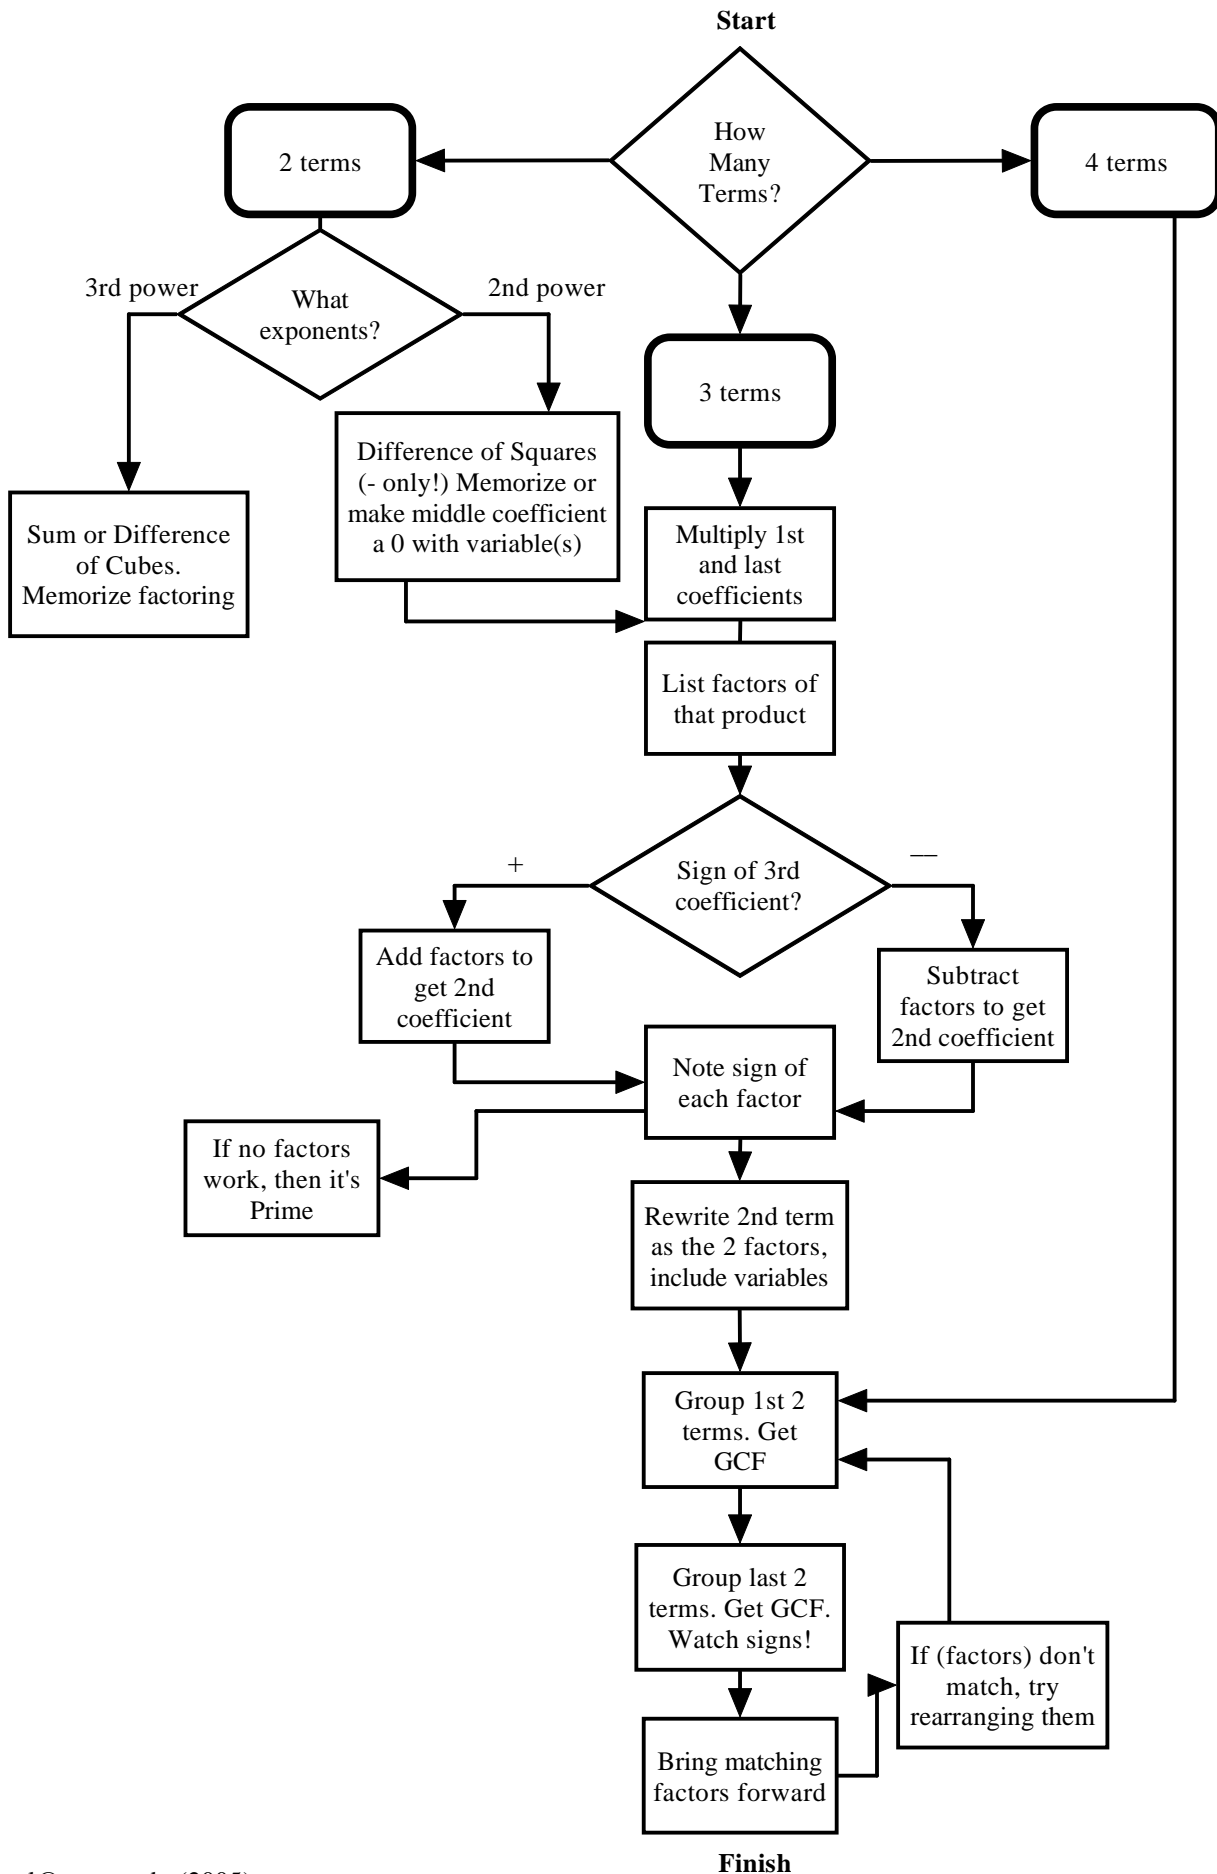 Start
How
Many
Terms?
2 terms
4 terms
3rd power
What
exponents?
2nd power
3 terms
Difference of Squares
(- only!) Memorize or
make middle coefficient
a 0 with variable(s)
Sum or Difference
of Cubes.
Memorize factoring
Multiply 1st
and last
coefficients
List factors of
that product
+
Sign of 3rd
coefficient?
—
Add factors to
get 2nd
coefficient
Subtract
factors to get
2nd coefficient
Note sign of
each factor
If no factors
work, then it's
Prime
Rewrite 2nd term
as the 2 factors,
include variables
Group 1st 2
terms. Get
GCF
Group last 2
terms. Get GCF.
Watch signs!
If (factors) don't
match, try
rearranging them
Bring matching
factors forward
Finish